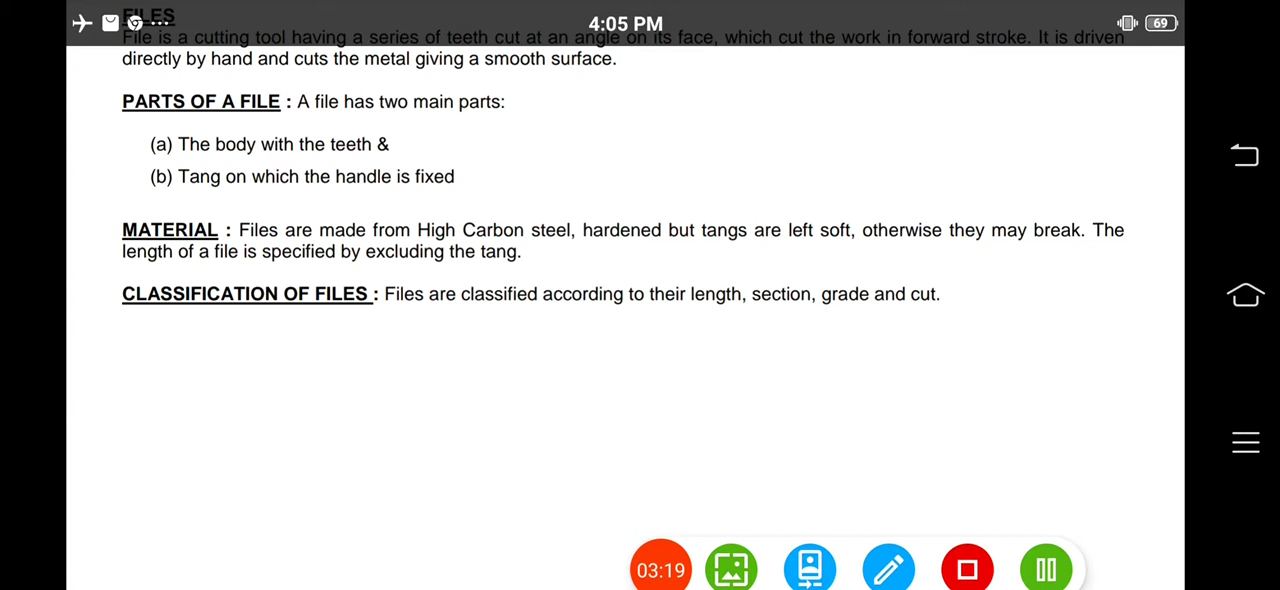 4:05 PM
69
FILES
File is a cutting tool having a series of teeth cut at an angle on its face, which cut the work in forward stroke. It is driven
directly by hand and cuts the metal giving a smooth surface.
PARTS OF A FILE : A file has two main parts:
(a) The body with the teeth &
(b) Tang on which the handle is fixed
MATERIAL : Files are made from High Carbon steel, hardened but tangs are left soft, otherwise they may break. The
length of a file is specified by excluding the tang.
CLASSIFICATION OF FILES : Files are classified according to their length, section, grade and cut.
03:19